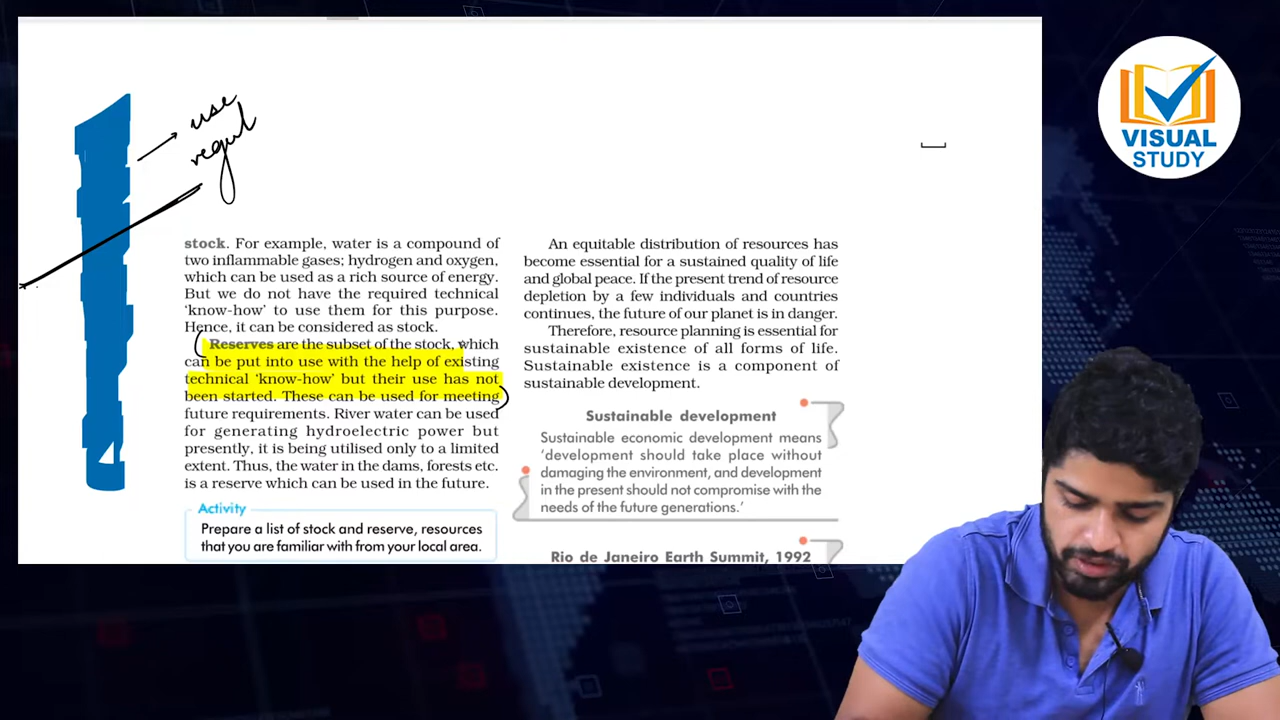 use
regul
VISUAL
STUDY
stock. For example, water is a compound of
two inflammable gases; hydrogen and oxygen,
which can be used as a rich source of energy.
But we do not have the required technical
‘know-how’ to use them for this purpose.
Hence, it can be considered as stock.
Reserves are the subset of the stock, which
can be put into use with the help of existing
technical ‘know-how’ but their use has not
been started. These can be used for meeting
future requirements. River water can be used
for generating hydroelectric power but
presently, it is being utilised only to a limited
extent. Thus, the water in the dams, forests etc.
is a reserve which can be used in the future.
Activity
Prepare a list of stock and reserve, resources
that you are familiar with from your local area.
An equitable distribution of resources has
become essential for a sustained quality of life
and global peace. If the present trend of resource
depletion by a few individuals and countries
continues, the future of our planet is in danger.
Therefore, resource planning is essential for
sustainable existence of all forms of life.
Sustainable existence is a component of
sustainable development.
Sustainable development
Sustainable economic development means
‘development should take place without
damaging the environment, and development
in the present should not compromise with the
needs of the future generations.’
Rio de Janeiro Earth Summit, 1992